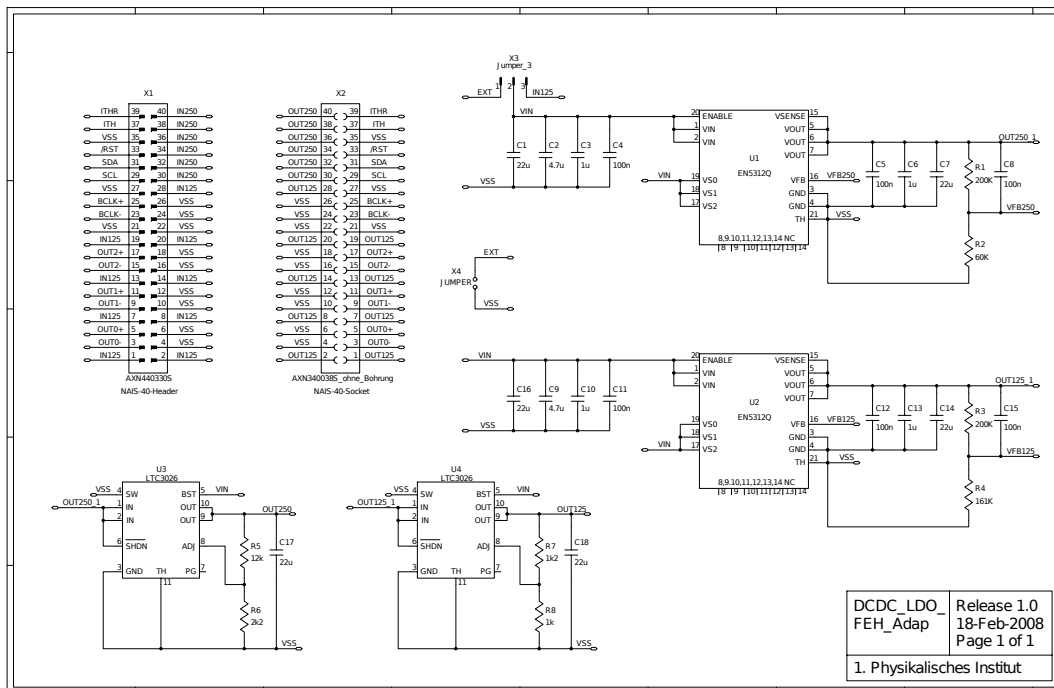 X3
Jumper_3
1 2 3
EXT IN125
VIN
C1
22u
C2
4.7u
C3
1u
C4
100n
VSS
X1
ITHR 39 40 IN250
ITH 37 38 IN250
VSS 35 36 IN250
/RST 33 34 IN250
SDA 31 32 IN250
SCL 29 30 IN250
VSS 27 28 IN125
BCLK+ 25 26 VSS
BCLK- 23 24 VSS
VSS 21 22 VSS
IN125 19 20 IN125
OUT2+ 17 18 VSS
OUT2- 15 16 VSS
IN125 13 14 IN125
OUT1+ 11 12 VSS
OUT1- 9 10 VSS
IN125 7 8 IN125
OUT0+ 5 6 VSS
OUT0- 3 4 VSS
IN125 1 2 IN125
AXN440330S
NAIS-40-Header
X2
OUT250 40 39 ITHR
OUT250 38 37 ITH
OUT250 36 35 VSS
OUT250 34 33 /RST
OUT250 32 31 SDA
OUT250 30 29 SCL
OUT125 28 27 VSS
VSS 26 25 BCLK+
VSS 24 23 BCLK-
VSS 22 21 VSS
OUT125 20 19 OUT125
VSS 18 17 OUT2+
VSS 16 15 OUT2-
OUT125 14 13 OUT125
VSS 12 11 OUT1+
VSS 10 9 OUT1-
OUT125 8 7 OUT125
VSS 6 5 OUT0+
VSS 4 3 OUT0-
OUT125 2 1 OUT125
AXN340038S_ohne_Bohrung
NAIS-40-Socket
20 ENABLE VSENSE 15
1 VIN VOUT 5
2 VIN VOUT 6
VOUT 7
U1
EN5312Q
VIN 19 VS0 VFB 16 VFB250
18 VS1 GND 3
17 VS2 GND 4
TH 21 VSS
8,9,10,11,12,13,14 NC
8 9 10 11 12 13 14
OUT250_1
C5
100n
C6
1u
C7
22u
R1
200K
C8
100n
VFB250
R2
60K
EXT
X4
JUMPER
VSS
VIN
C16
22u
C9
4.7u
C10
1u
C11
100n
VSS
20 ENABLE VSENSE 15
1 VIN VOUT 5
2 VIN VOUT 6
VOUT 7
U2
EN5312Q
19 VS0 VFB 16 VFB125
18 VS1 GND 3
VIN 17 VS2 GND 4
TH 21 VSS
8,9,10,11,12,13,14 NC
8 9 10 11 12 13 14
OUT125_1
C12
100n
C13
1u
C14
22u
R3
200K
C15
100n
VFB125
R4
161K
U3
LTC3026
VSS 4 SW BST 5 VIN
OUT250_1 1 IN OUT 10
2 IN OUT 9 OUT250
6 SHDN ADJ 8
3 GND TH PG 7
11
R5
12k
C17
22u
R6
2k2
VSS
U4
LTC3026
VSS 4 SW BST 5 VIN
OUT125_1 1 IN OUT 10
2 IN OUT 9 OUT125
6 SHDN ADJ 8
3 GND TH PG 7
11
R7
1k2
C18
22u
R8
1k
VSS
DCDC_LDO_
FEH_Adap
Release 1.0
18-Feb-2008
Page 1 of 1
1. Physikalisches Institut